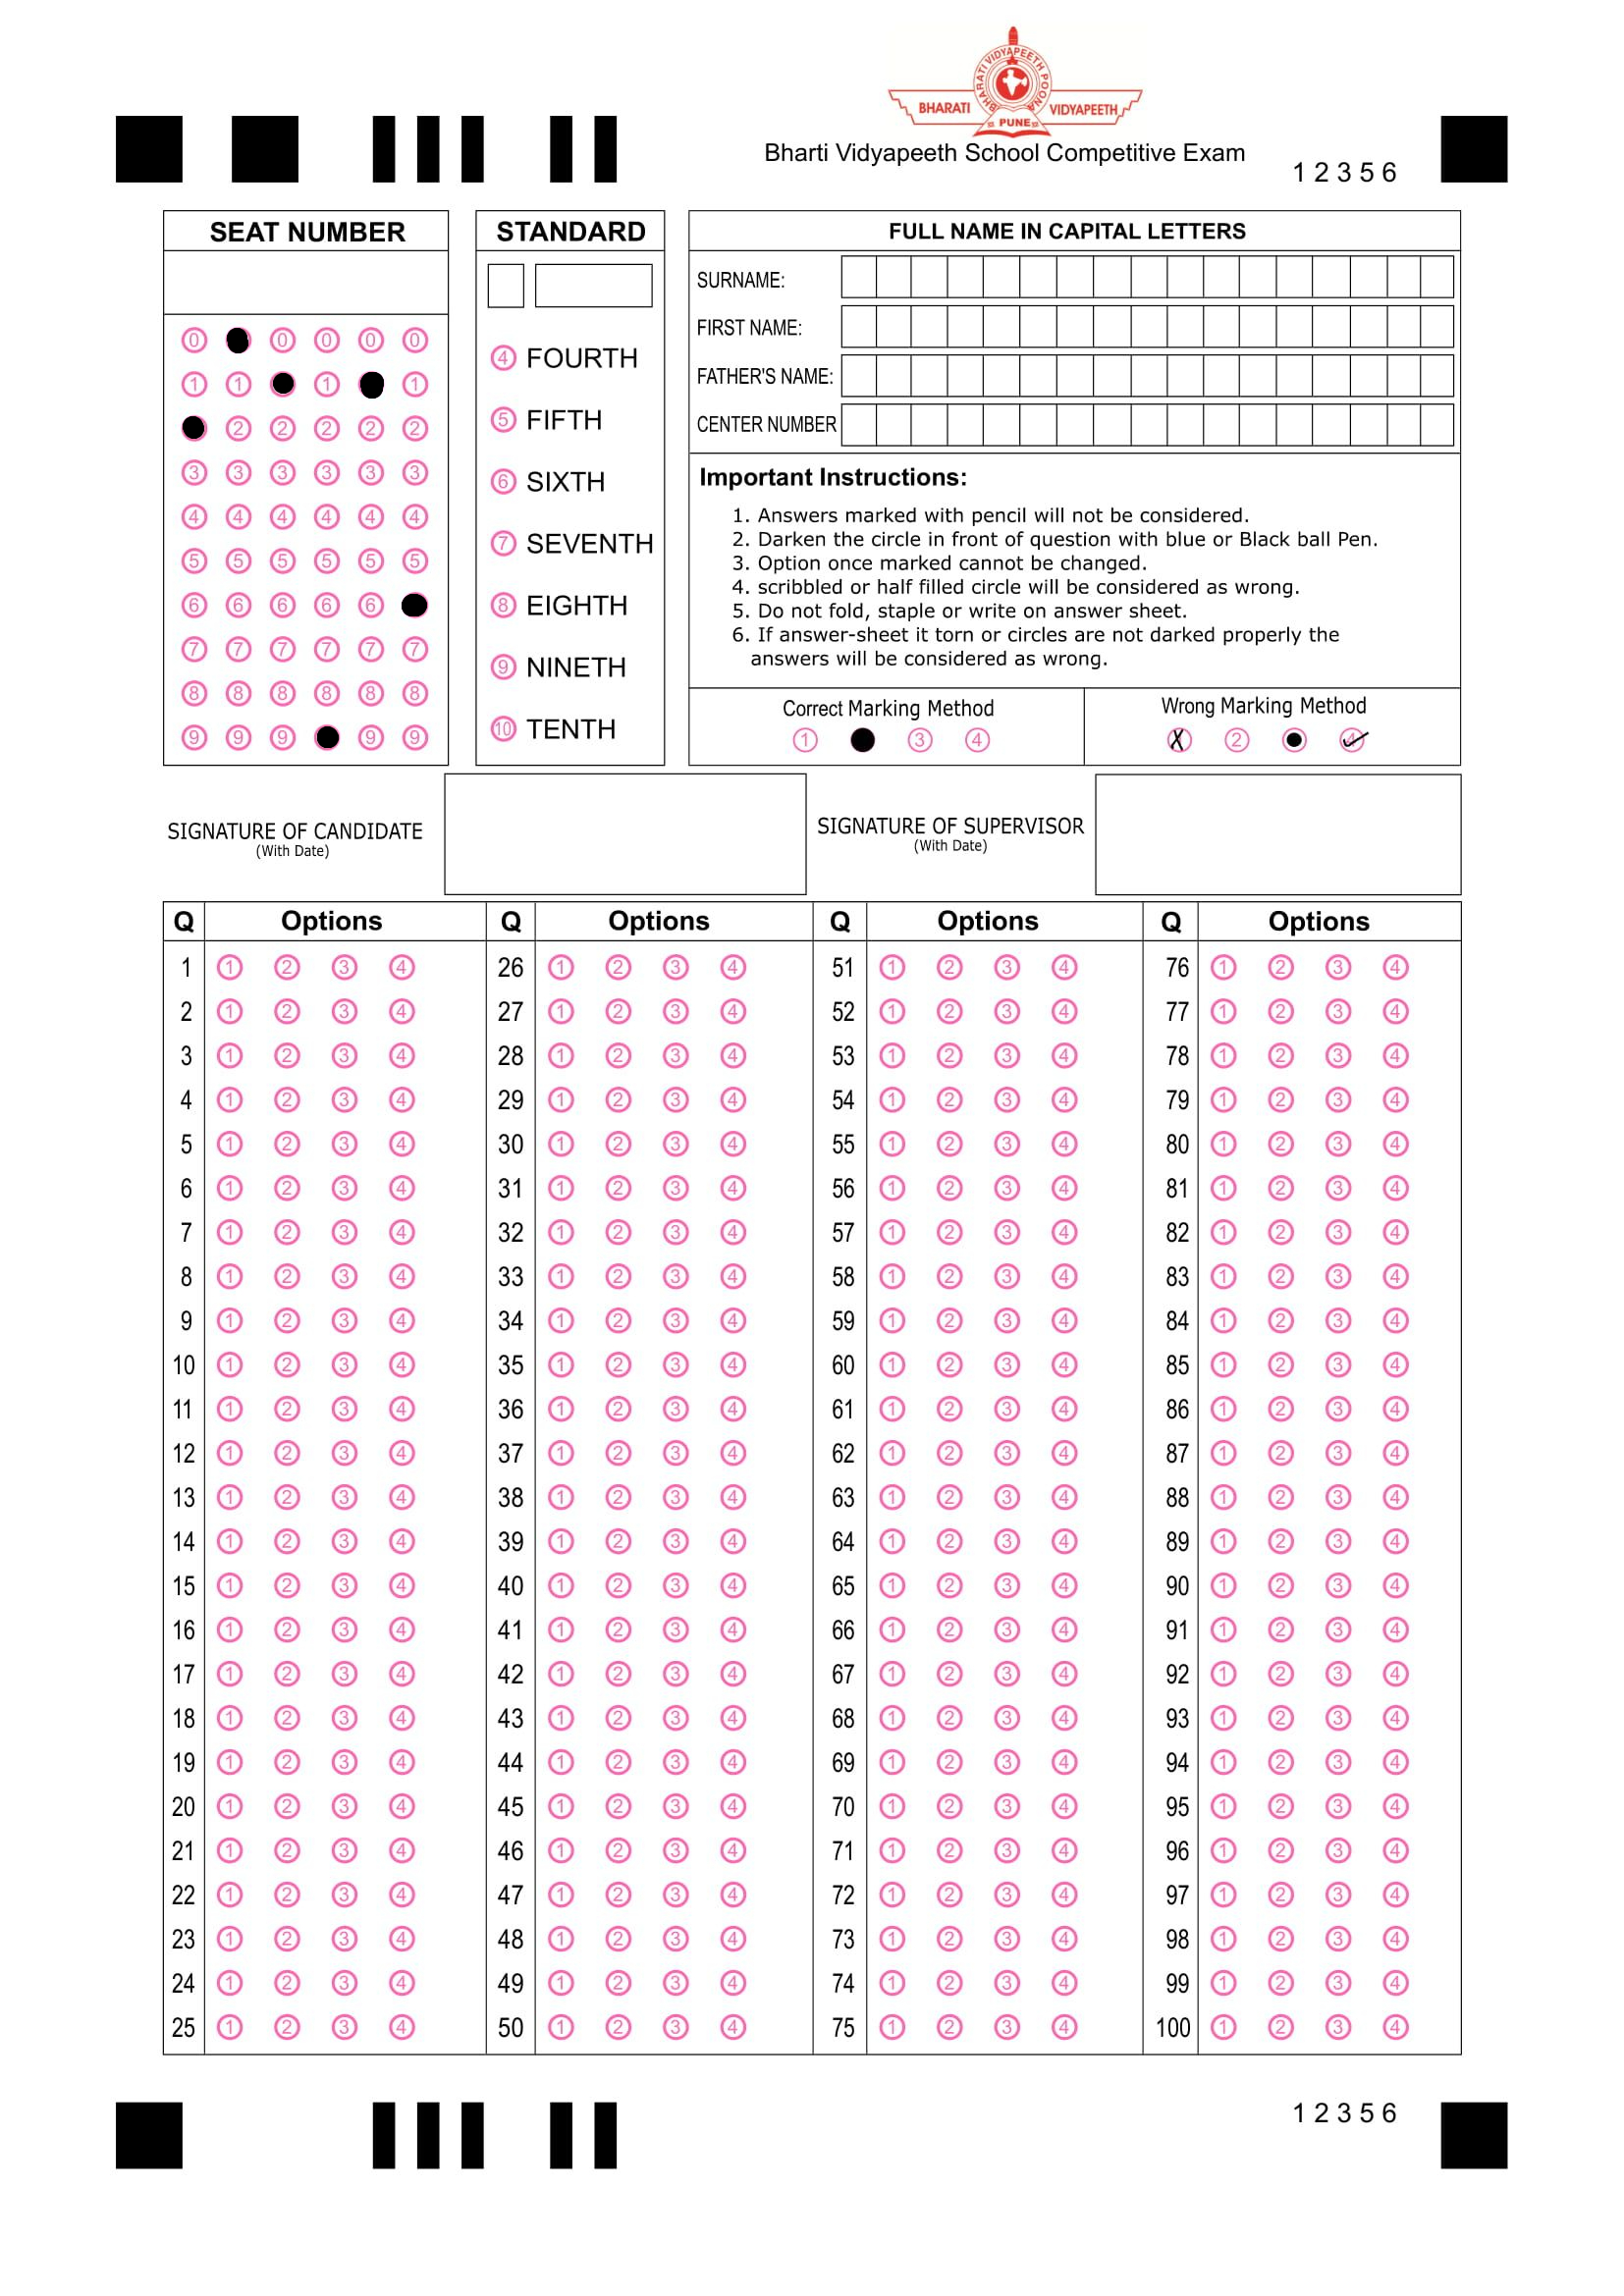 BHARATI VIDYAPEETH POONA
BHARATI VIDYAPEETH
PUNE
Bharti Vidyapeeth School Competitive Exam
1 2 3 5 6
SEAT NUMBER
0 0 0 0 0
1 1 1 1
2 2 2 2 2
3 3 3 3 3 3
4 4 4 4 4 4
5 5 5 5 5 5
6 6 6 6 6
7 7 7 7 7 7
8 8 8 8 8 8
9 9 9 9 9
STANDARD
4 FOURTH
5 FIFTH
6 SIXTH
7 SEVENTH
8 EIGHTH
9 NINETH
10 TENTH
FULL NAME IN CAPITAL LETTERS
SURNAME:
FIRST NAME:
FATHER'S NAME:
CENTER NUMBER
Important Instructions:
1. Answers marked with pencil will not be considered.
2. Darken the circle in front of question with blue or Black ball Pen.
3. Option once marked cannot be changed.
4. scribbled or half filled circle will be considered as wrong.
5. Do not fold, staple or write on answer sheet.
6. If answer-sheet it torn or circles are not darked properly the
answers will be considered as wrong.
Correct Marking Method
1 3 4
Wrong Marking Method
2 4
SIGNATURE OF CANDIDATE
(With Date)
SIGNATURE OF SUPERVISOR
(With Date)
Q Options Q Options Q Options Q Options
1 1 2 3 4 26 1 2 3 4 51 1 2 3 4 76 1 2 3 4
2 1 2 3 4 27 1 2 3 4 52 1 2 3 4 77 1 2 3 4
3 1 2 3 4 28 1 2 3 4 53 1 2 3 4 78 1 2 3 4
4 1 2 3 4 29 1 2 3 4 54 1 2 3 4 79 1 2 3 4
5 1 2 3 4 30 1 2 3 4 55 1 2 3 4 80 1 2 3 4
6 1 2 3 4 31 1 2 3 4 56 1 2 3 4 81 1 2 3 4
7 1 2 3 4 32 1 2 3 4 57 1 2 3 4 82 1 2 3 4
8 1 2 3 4 33 1 2 3 4 58 1 2 3 4 83 1 2 3 4
9 1 2 3 4 34 1 2 3 4 59 1 2 3 4 84 1 2 3 4
10 1 2 3 4 35 1 2 3 4 60 1 2 3 4 85 1 2 3 4
11 1 2 3 4 36 1 2 3 4 61 1 2 3 4 86 1 2 3 4
12 1 2 3 4 37 1 2 3 4 62 1 2 3 4 87 1 2 3 4
13 1 2 3 4 38 1 2 3 4 63 1 2 3 4 88 1 2 3 4
14 1 2 3 4 39 1 2 3 4 64 1 2 3 4 89 1 2 3 4
15 1 2 3 4 40 1 2 3 4 65 1 2 3 4 90 1 2 3 4
16 1 2 3 4 41 1 2 3 4 66 1 2 3 4 91 1 2 3 4
17 1 2 3 4 42 1 2 3 4 67 1 2 3 4 92 1 2 3 4
18 1 2 3 4 43 1 2 3 4 68 1 2 3 4 93 1 2 3 4
19 1 2 3 4 44 1 2 3 4 69 1 2 3 4 94 1 2 3 4
20 1 2 3 4 45 1 2 3 4 70 1 2 3 4 95 1 2 3 4
21 1 2 3 4 46 1 2 3 4 71 1 2 3 4 96 1 2 3 4
22 1 2 3 4 47 1 2 3 4 72 1 2 3 4 97 1 2 3 4
23 1 2 3 4 48 1 2 3 4 73 1 2 3 4 98 1 2 3 4
24 1 2 3 4 49 1 2 3 4 74 1 2 3 4 99 1 2 3 4
25 1 2 3 4 50 1 2 3 4 75 1 2 3 4 100 1 2 3 4
1 2 3 5 6